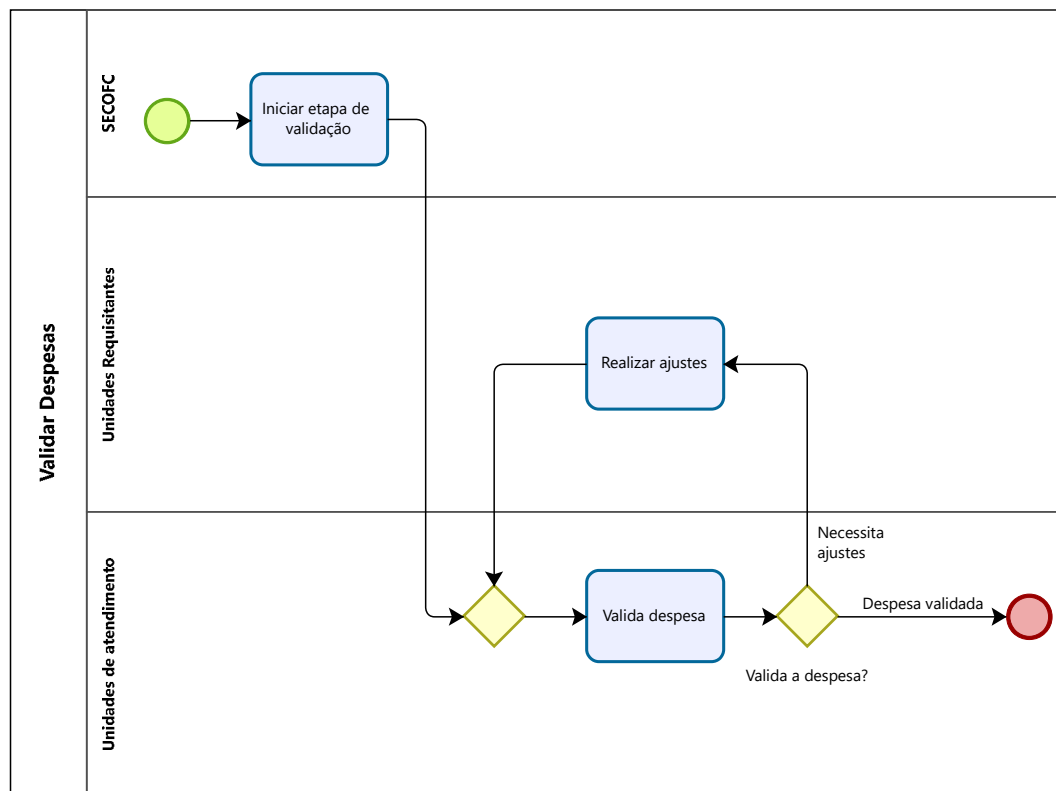 Validar Despesas
SECOFC
Iniciar etapa de
validação
Unidades Requisitantes
Realizar ajustes
Unidades de atendimento
Necessita
ajustes
Valida despesa
Despesa validada
Valida a despesa?